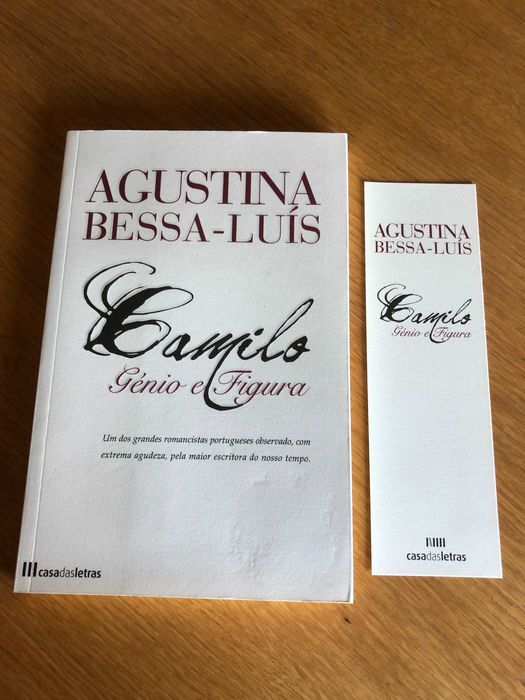 AGUSTINA
BESSA-LUÍS
Camilo
Génio e Figura
Um dos grandes romancistas portugueses observado, com
extrema agudeza, pela maior escritora do nosso tempo.
casadasletras
AGUSTINA
BESSA-LUÍS
Camilo
Génio e Figura
casadasletras